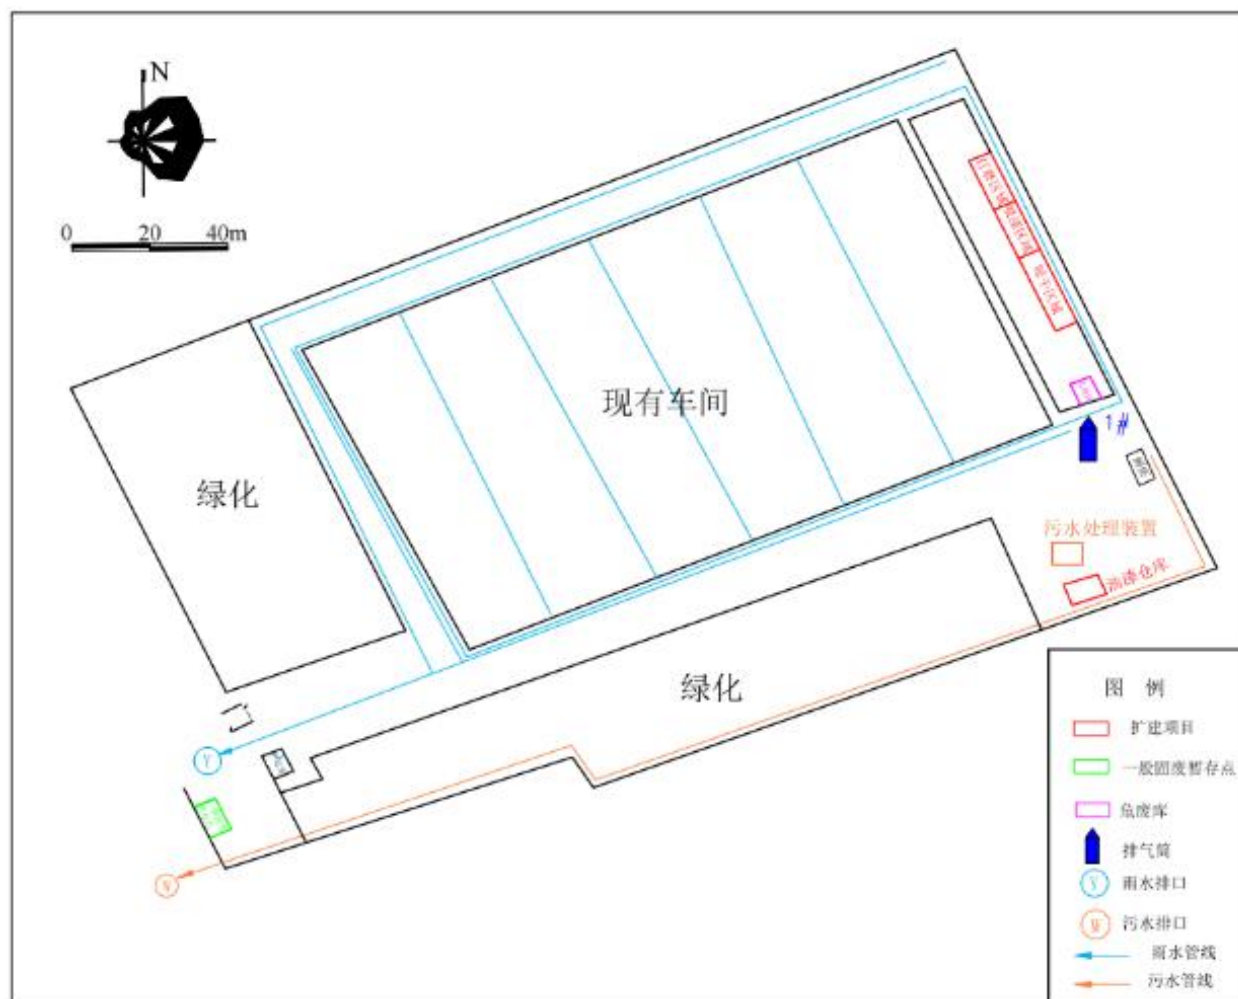 N
0 20 40m
现有车间
绿化
1#
污水处理装置
油漆仓库
绿化
Y
W
图 例
扩建项目
一般固废暂存点
危废库
排气筒
Y 雨水排口
W 污水排口
雨水管线
污水管线